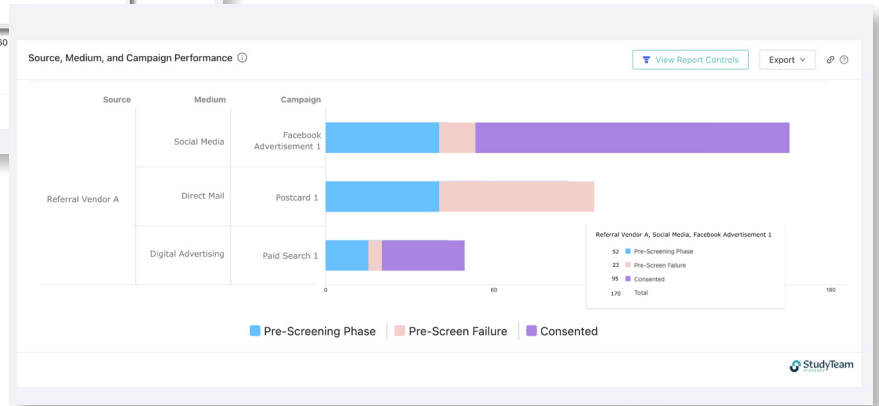 60
Source, Medium, and Campaign Performance
View Report Controls
Export
Source Medium Campaign
Referral Vendor A
Social Media
Facebook
Advertisement 1
Direct Mail
Postcard 1
Digital Advertising
Paid Search 1
Referral Vendor A, Social Media, Facebook Advertisement 1
52 Pre-Screening Phase
23 Pre-Screen Failure
95 Consented
170 Total
0 60 180
Pre-Screening Phase Pre-Screen Failure Consented
StudyTeam